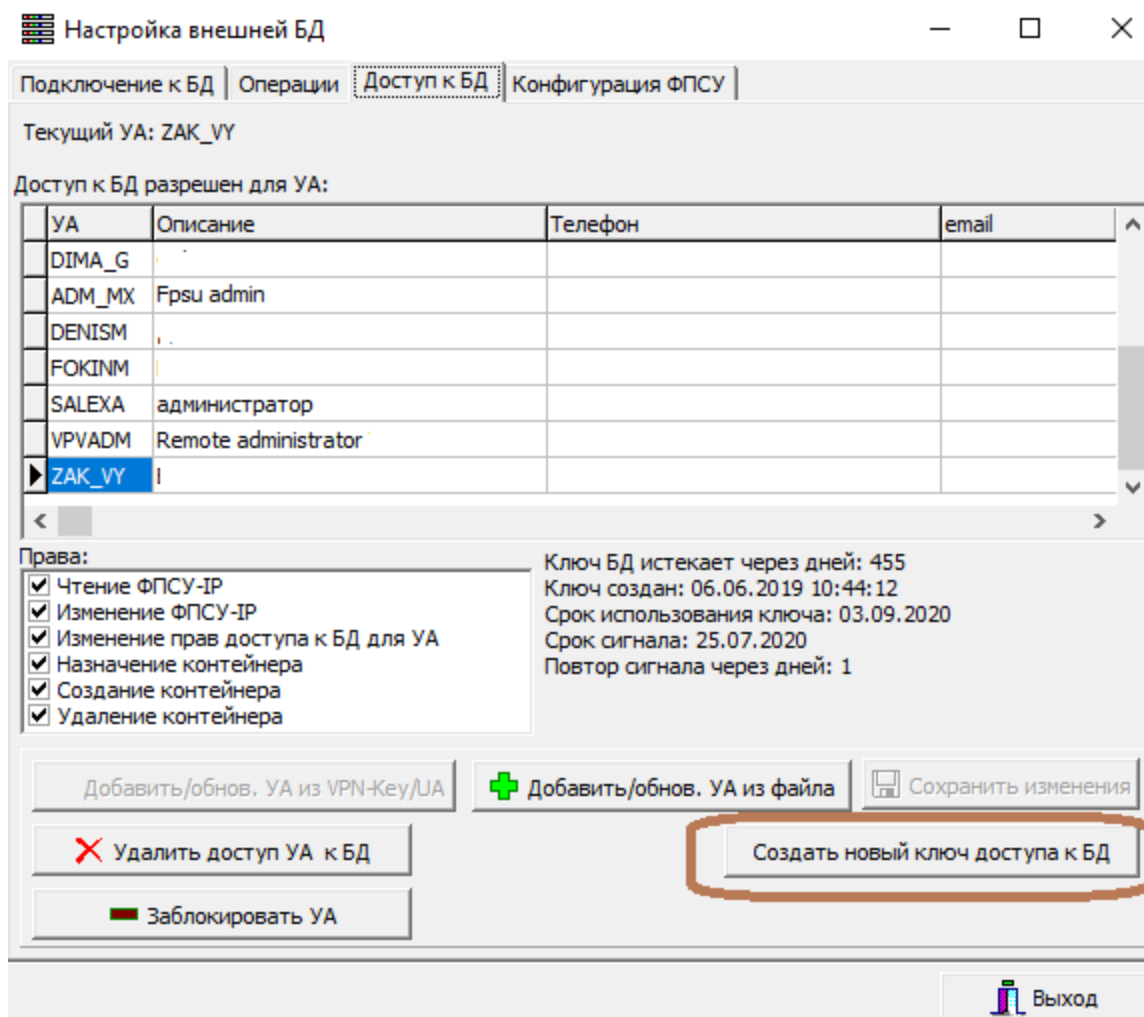 Настройка внешней БД
Подключение к БД Операции Доступ к БД Конфигурация ФПСУ
Текущий УА: ZAK_VY
Доступ к БД разрешен для УА:
УА Описание Телефон email
DIMA_G
ADM_MX Fpsu admin
DENISM
FOKINM
SALEXA администратор
VPVADM Remote administrator
ZAK_VY
Права:
Чтение ФПСУ-IP
Изменение ФПСУ-IP
Изменение прав доступа к БД для УА
Назначение контейнера
Создание контейнера
Удаление контейнера
Ключ БД истекает через дней: 455
Ключ создан: 06.06.2019 10:44:12
Срок использования ключа: 03.09.2020
Срок сигнала: 25.07.2020
Повтор сигнала через дней: 1
Добавить/обнов. УА из VPN-Key/UA Добавить/обнов. УА из файла Сохранить изменения
Удалить доступ УА к БД Создать новый ключ доступа к БД
Заблокировать УА
Выход